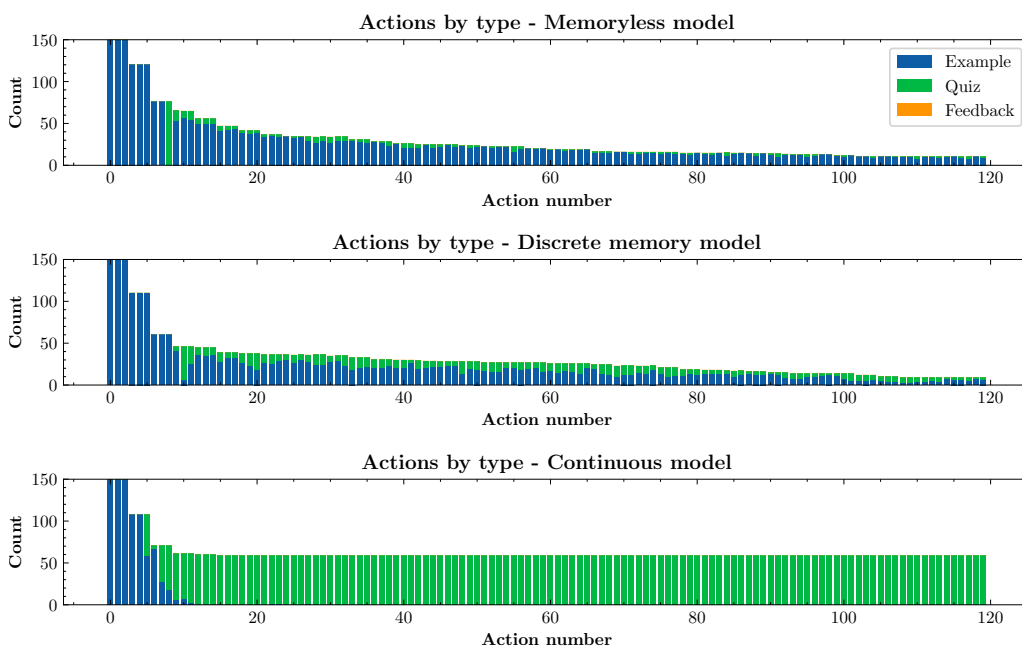 Actions by type - Memoryless model
150
100
50
0
Count
0 20 40 60 80 100 120
Action number
Example
Quiz
Feedback
Actions by type - Discrete memory model
150
100
50
0
Count
0 20 40 60 80 100 120
Action number
Actions by type - Continuous model
150
100
50
0
Count
0 20 40 60 80 100 120
Action number